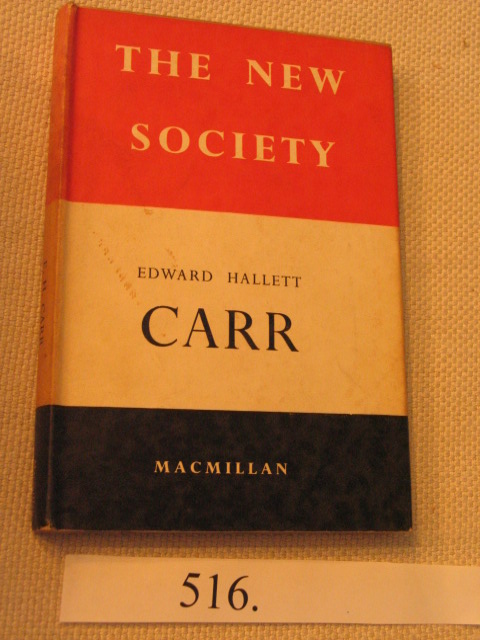 THE NEW
SOCIETY
EDWARD HALLETT
CARR
MACMILLAN
516.